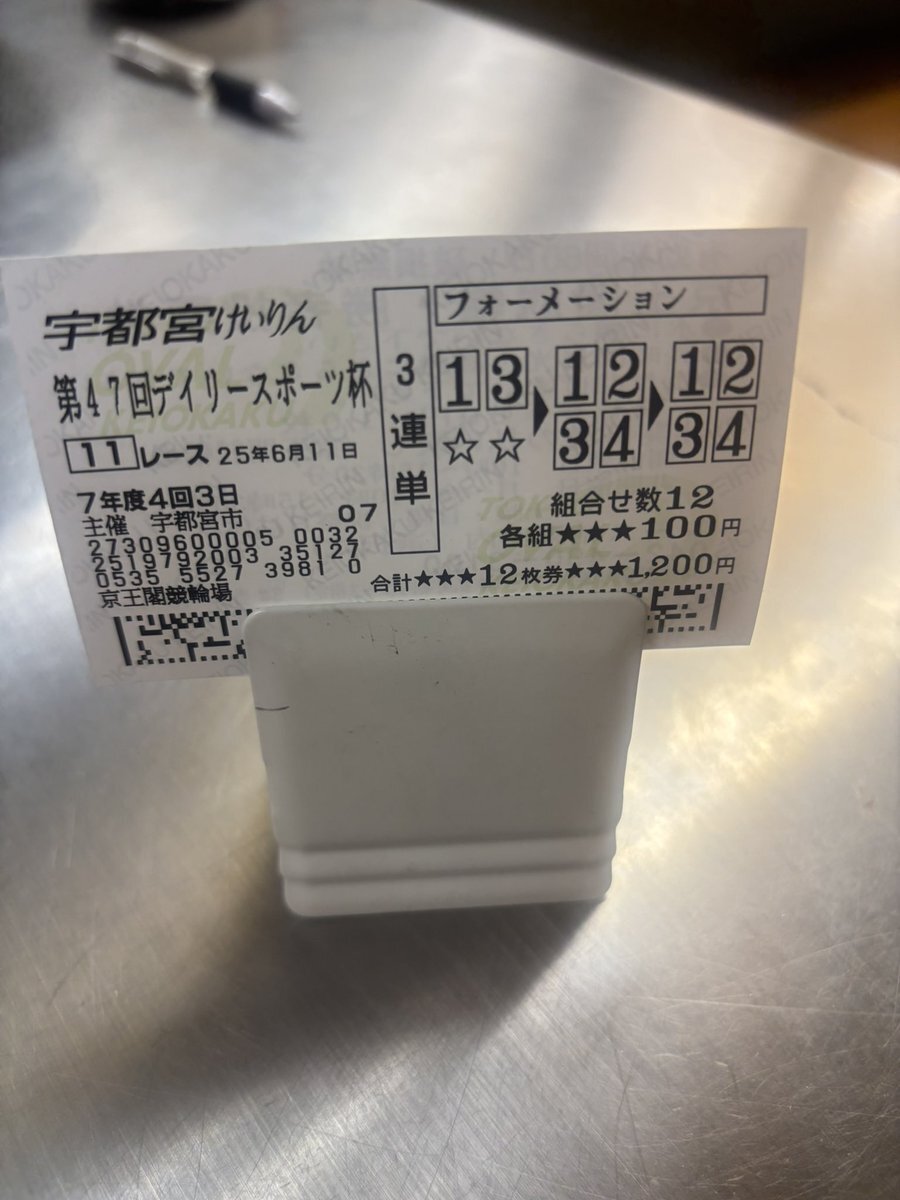 宇都宮けいりん
第47回デイリースポーツ杯
11レース 25年6月11日
7年度4回3日
主催 宇都宮市 07
27309600005 0032
2519792003 35127
0535 5527 3981 0
京王閣競輪場
3連単
フォーメーション
13▶12▶12
☆☆ 34 34
組合せ数12
各組★★★100円
合計★★★12枚券★★★1,200円